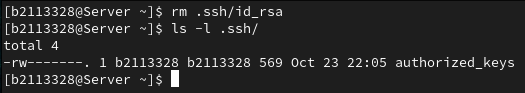 [b2113328@Server ~]$ rm .ssh/id_rsa
[b2113328@Server ~]$ ls -l .ssh/
total 4
-rw-------. 1 b2113328 b2113328 569 Oct 23 22:05 authorized_keys
[b2113328@Server ~]$